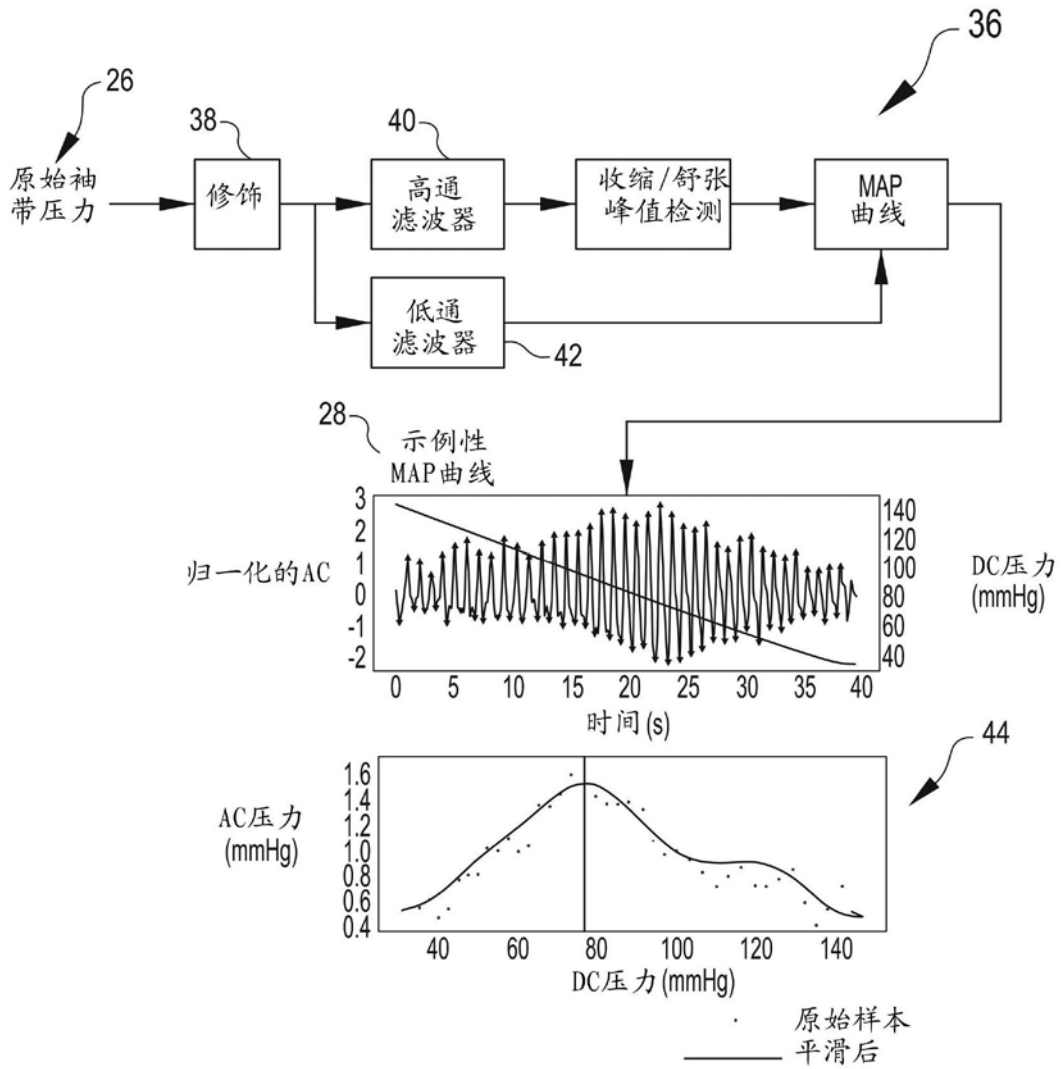 36
26
38
40
原始袖
带压力
修饰
高通
滤波器
收缩/舒张
峰值检测
MAP
曲线
低通
滤波器
42
28
示例性
MAP曲线
3
2
1
0
-1
-2
归一化的AC
140
120
100
80
60
40
DC压力
(mmHg)
0 5 10 15 20 25 30 35 40
时间(s)
44
1.6
1.4
1.2
1.0
0.8
0.6
0.4
AC压力
(mmHg)
40 60 80 100 120 140
DC压力(mmHg)
原始样本
平滑后